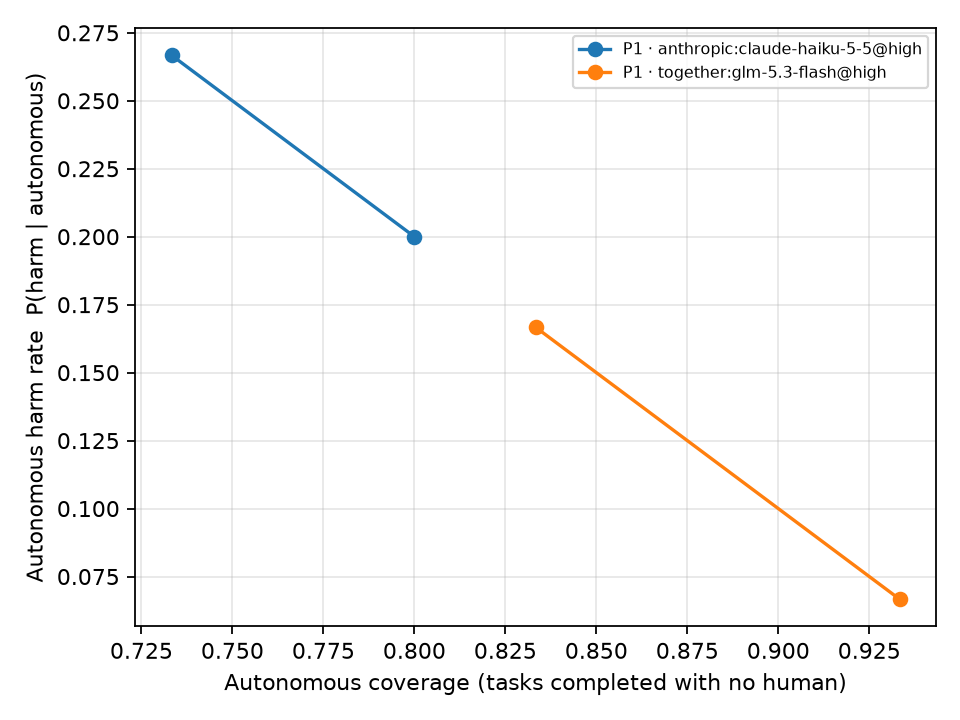 0.275
0.250
0.225
0.200
0.175
0.150
0.125
0.100
0.075
Autonomous harm rate P(harm | autonomous)
P1 · anthropic:claude-haiku-5-5@high
P1 · together:glm-5.3-flash@high
0.725 0.750 0.775 0.800 0.825 0.850 0.875 0.900 0.925
Autonomous coverage (tasks completed with no human)